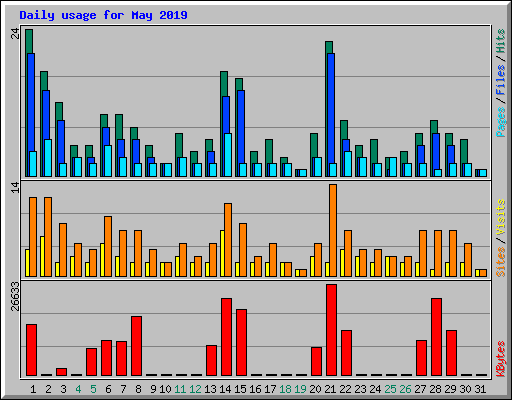 Daily usage for May 2019
24
Pages / Files / Hits
14
Sites / Visits
26633
KBytes
1 2 3 4 5 6 7 8 9 10 11 12 13 14 15 16 17 18 19 20 21 22 23 24 25 26 27 28 29 30 31